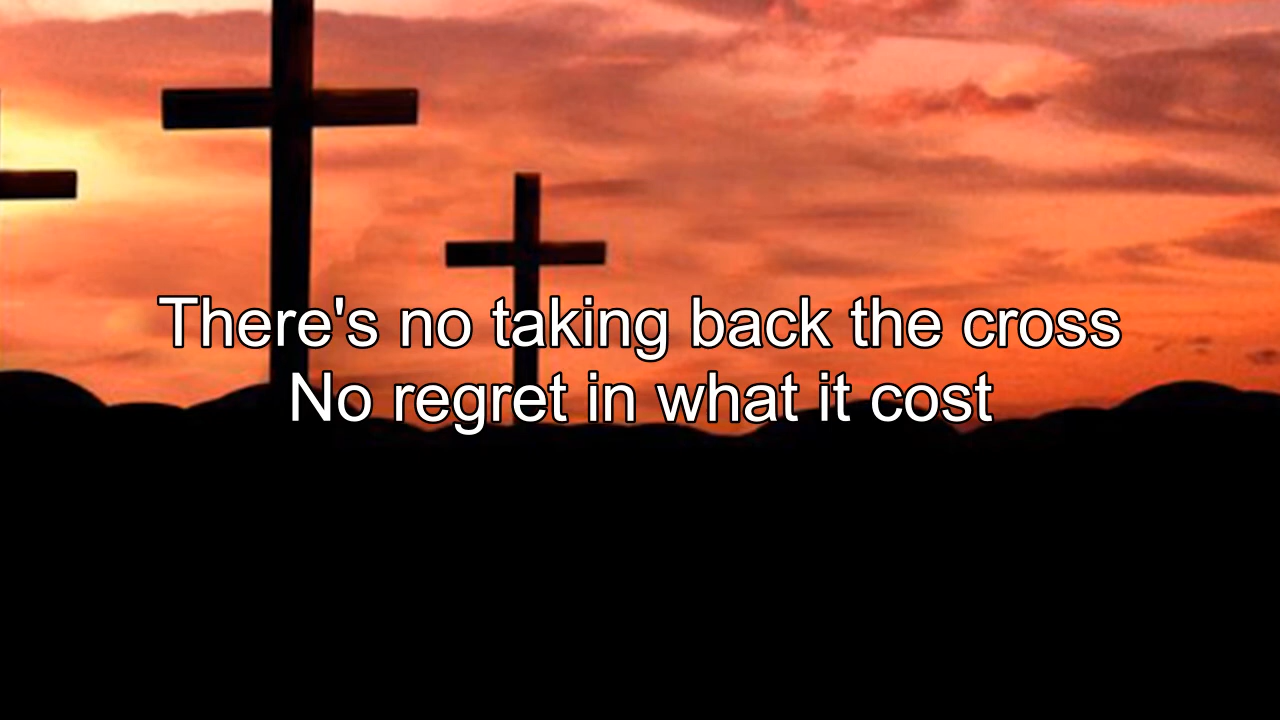 There's no taking back the cross
No regret in what it cost